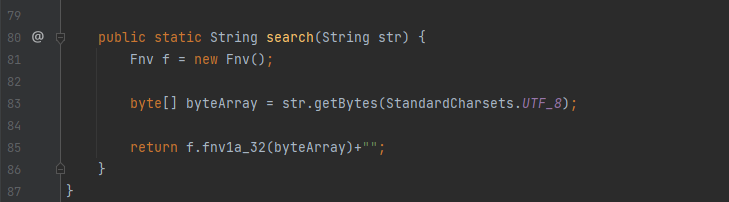 79
80 @ public static String search(String str) {
81 Fnv f = new Fnv();
82
83 byte[] byteArray = str.getBytes(StandardCharsets.UTF_8);
84
85 return f.fnv1a_32(byteArray)+"";
86 }
87 }